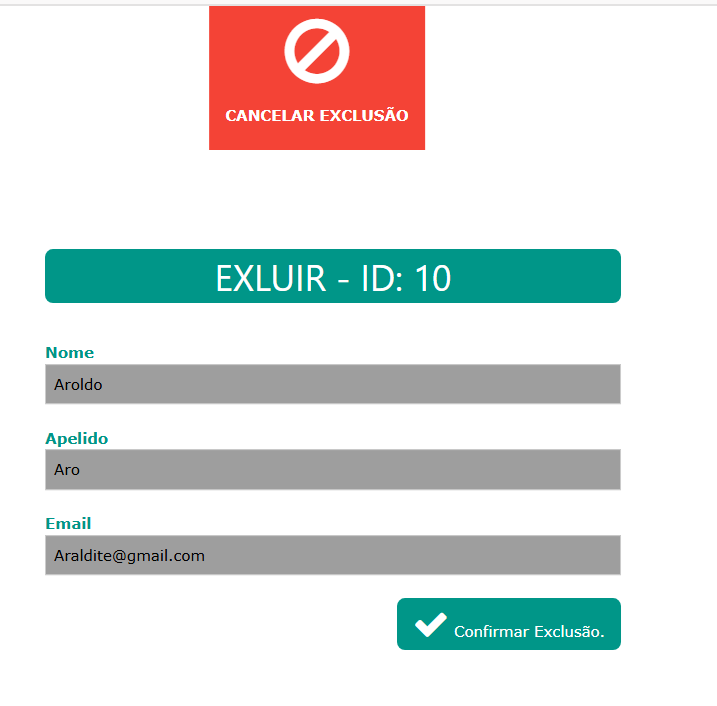 CANCELAR EXCLUSÃO
EXLUIR - ID: 10
Nome
Aroldo
Apelido
Aro
Email
Araldite@gmail.com
Confirmar Exclusão.